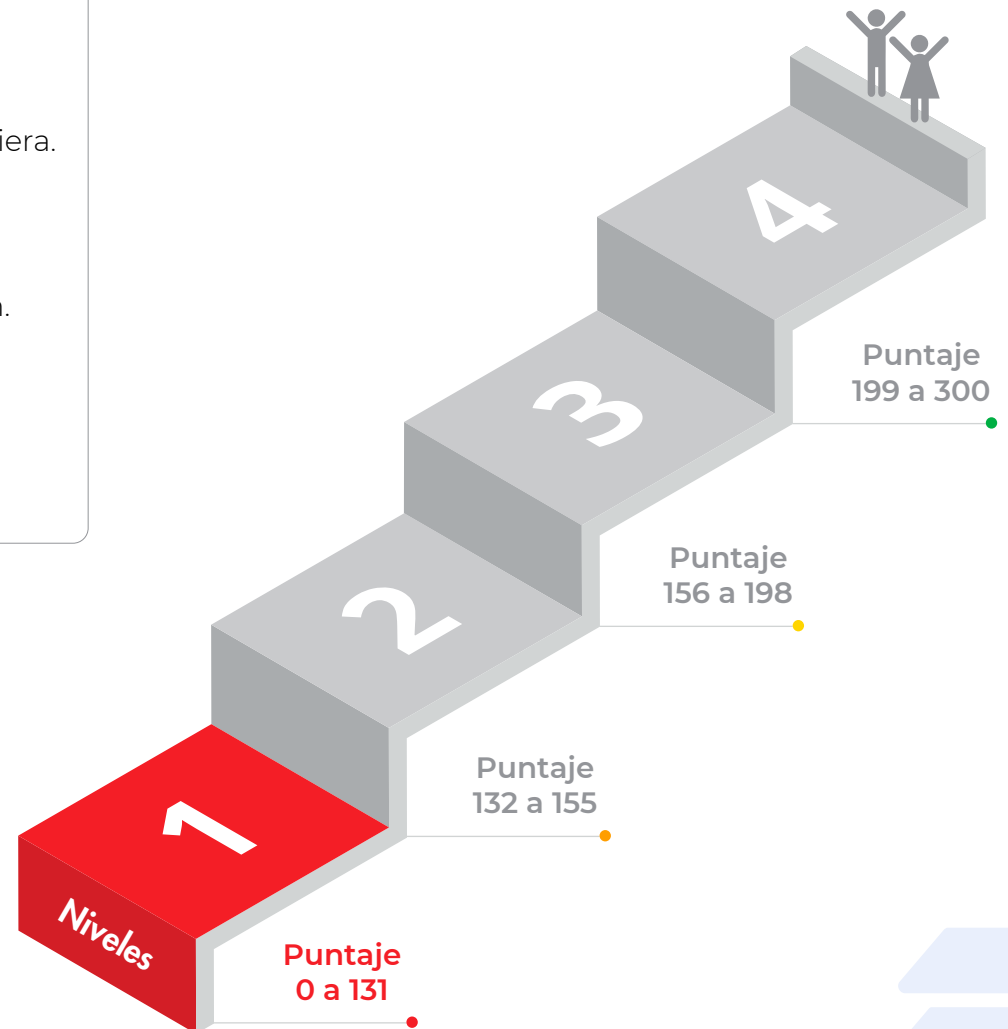 iera.
a.
4
Puntaje
199 a 300
3
Puntaje
156 a 198
2
Puntaje
132 a 155
1
Niveles
Puntaje
0 a 131